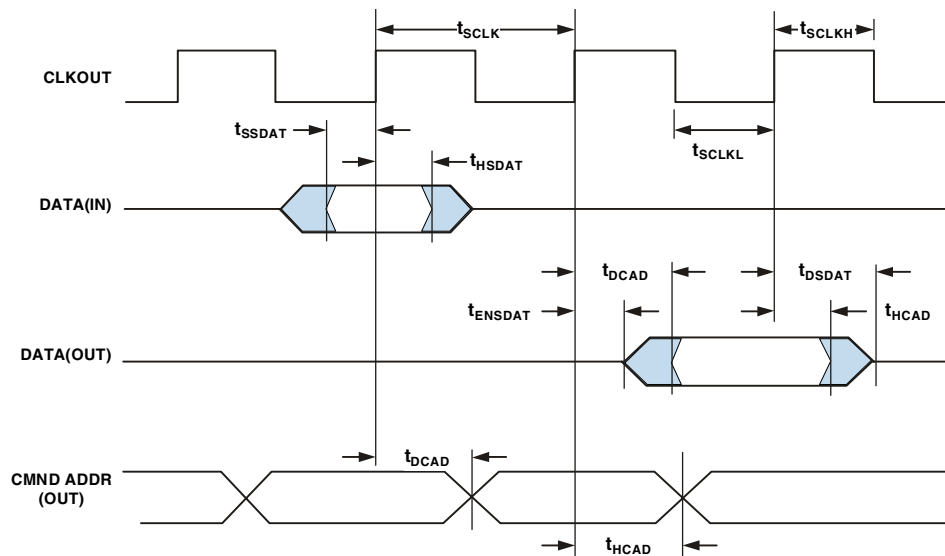 tSCLK
tSCLKH
CLKOUT
tSSDAT
tSCLKL
tHSDAT
DATA(IN)
tDCAD
tDSDAT
tENSDAT
tHCAD
DATA(OUT)
tDCAD
CMND ADDR
(OUT)
tHCAD